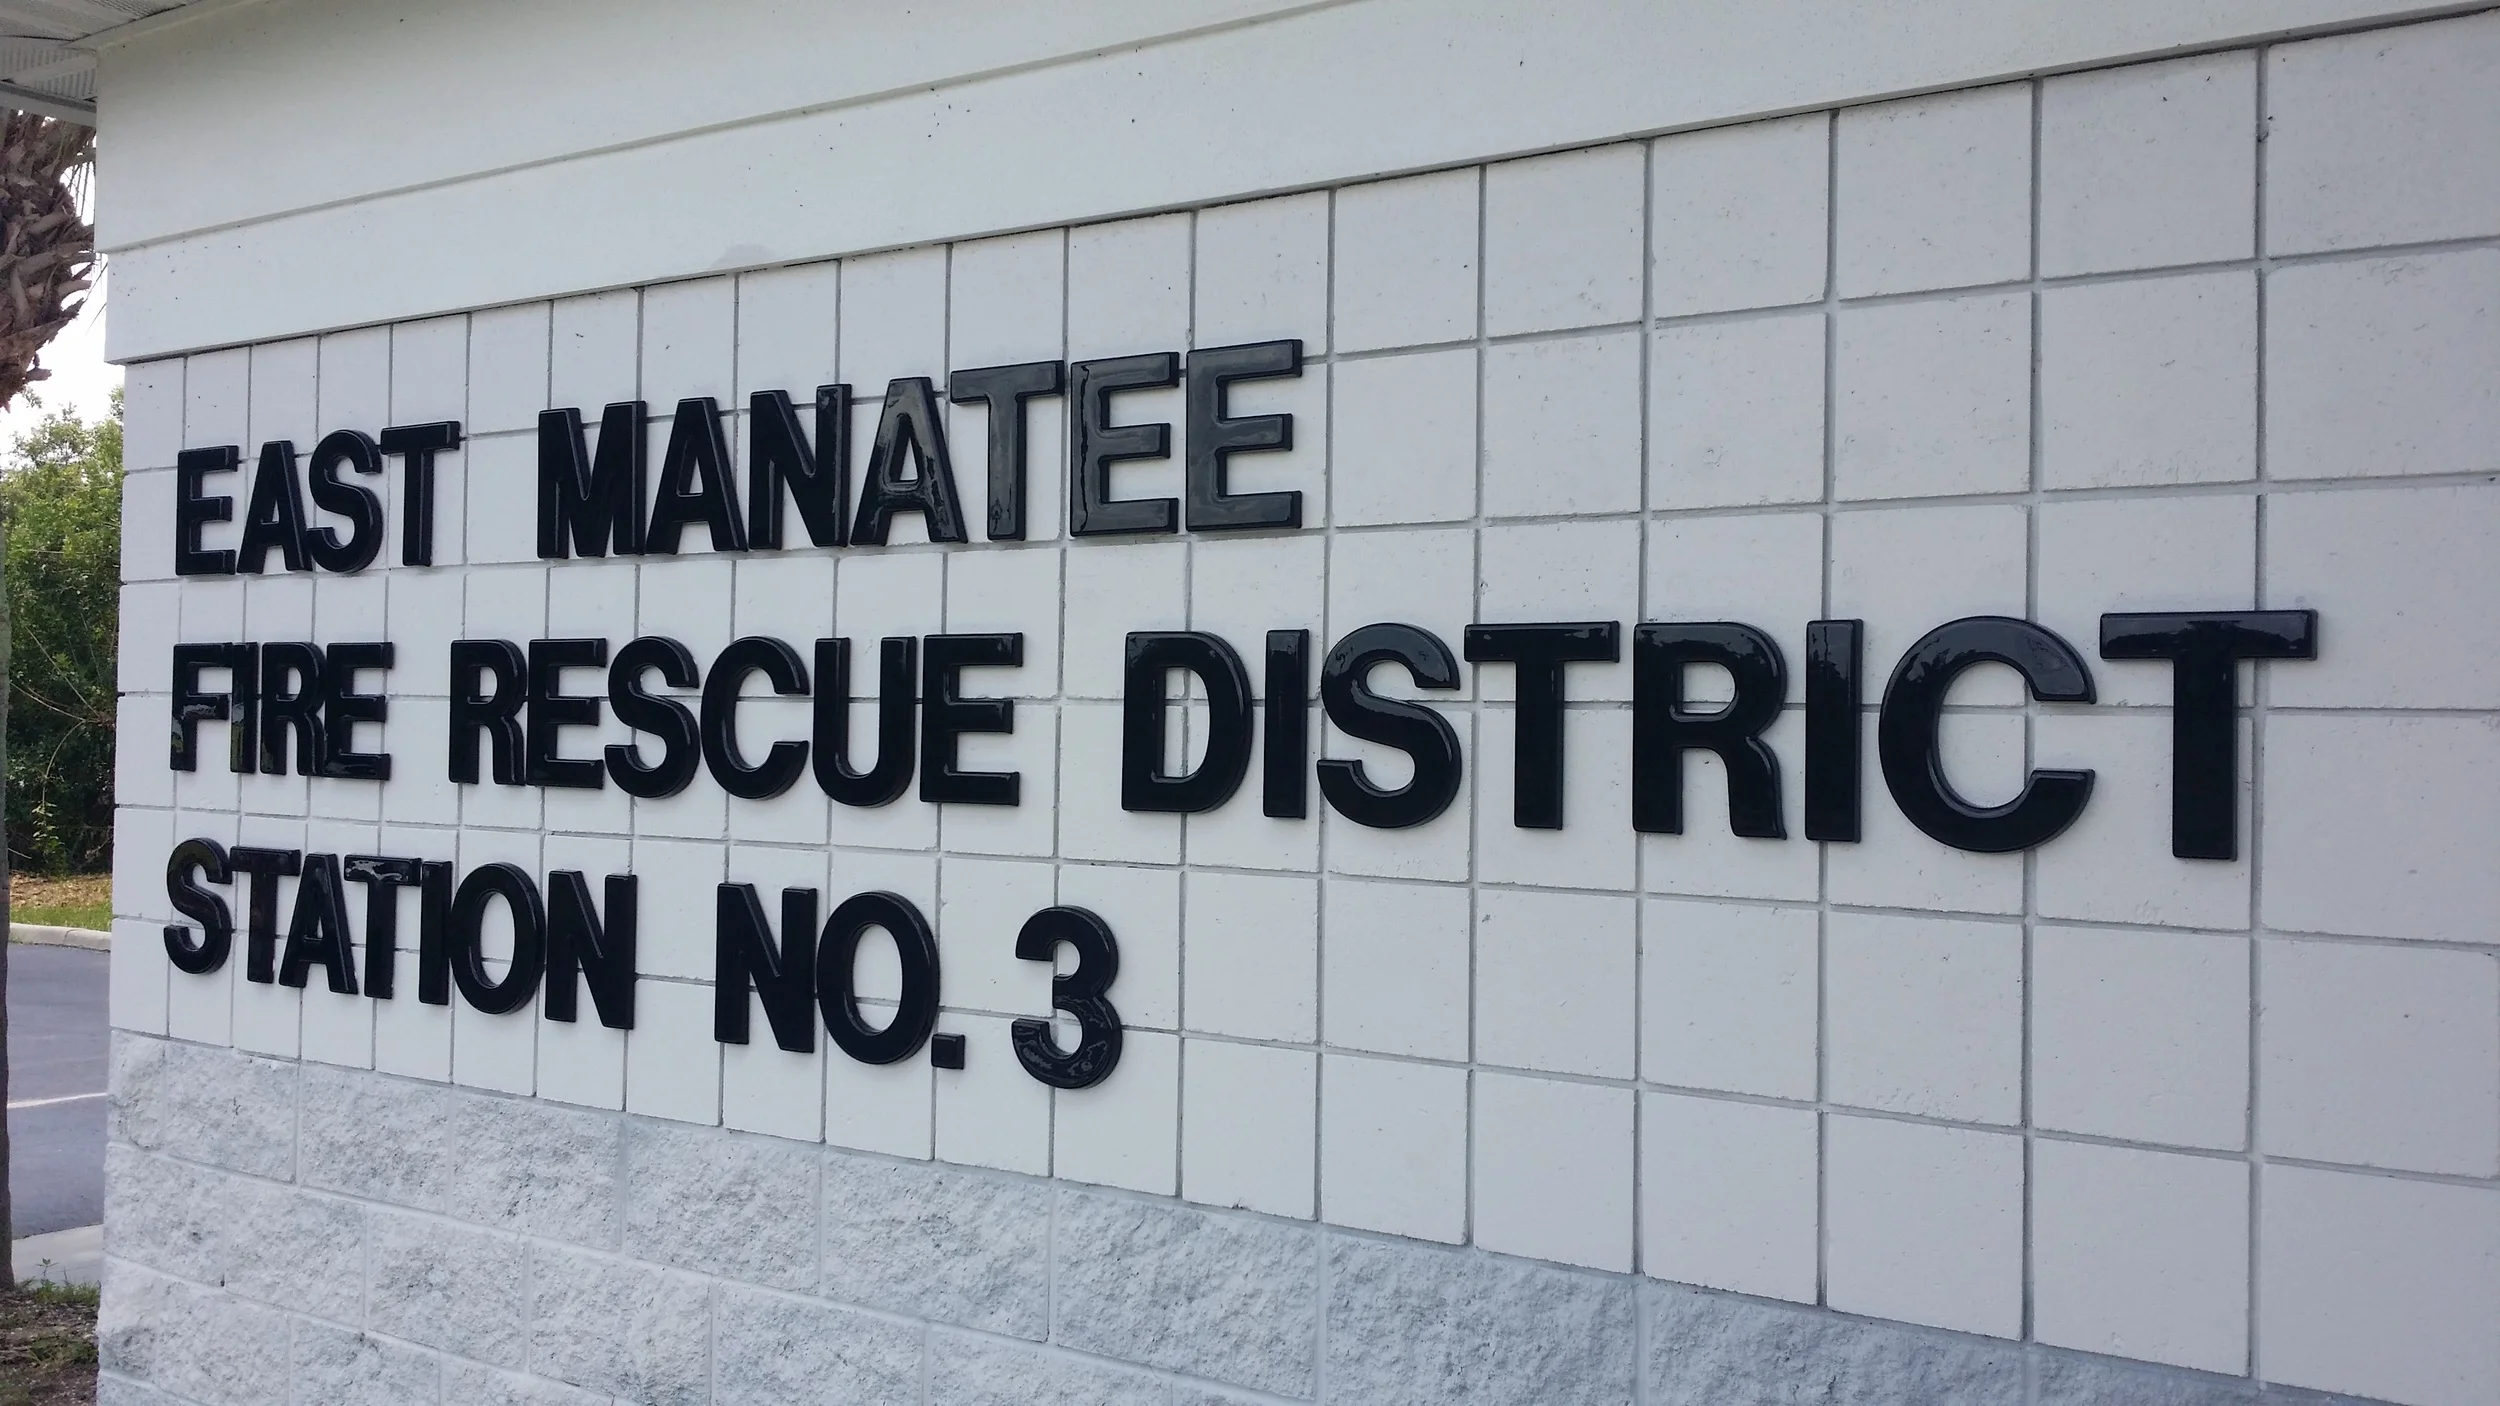 EAST MANATEE
FIRE RESCUE DISTRICT
STATION NO. 3